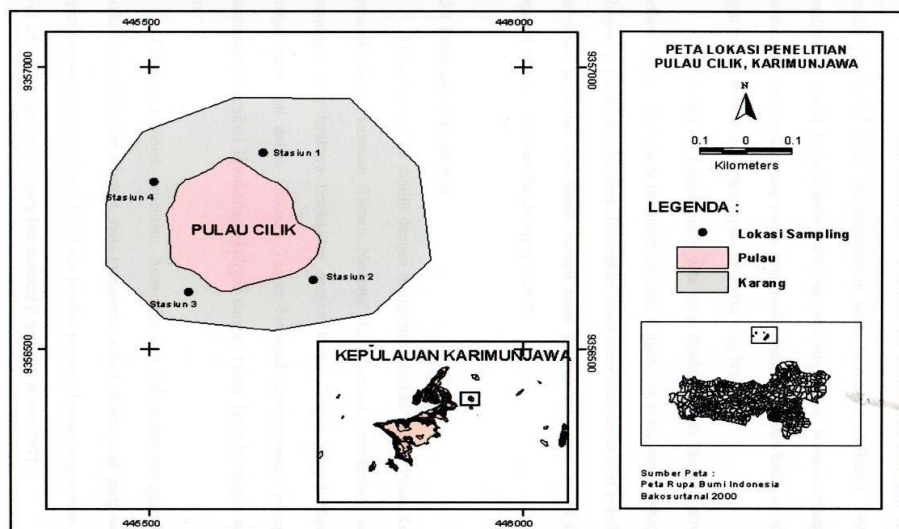 445500
446000
9357000
9357000
Stasiun 1
Stasiun 4
PULAU CILIK
Stasiun 2
Stasiun 3
9356500
9356500
KEPULAUAN KARIMUNJAWA
445500
446000
PETA LOKASI PENELITIAN
PULAU CILIK, KARIMUNJAWA
N
0.1 0 0.1
Kilometers
LEGENDA :
Lokasi Sampling
Pulau
Karang
Sumber Peta :
Peta Rupa Bumi Indonesia
Bakosurtanal 2000